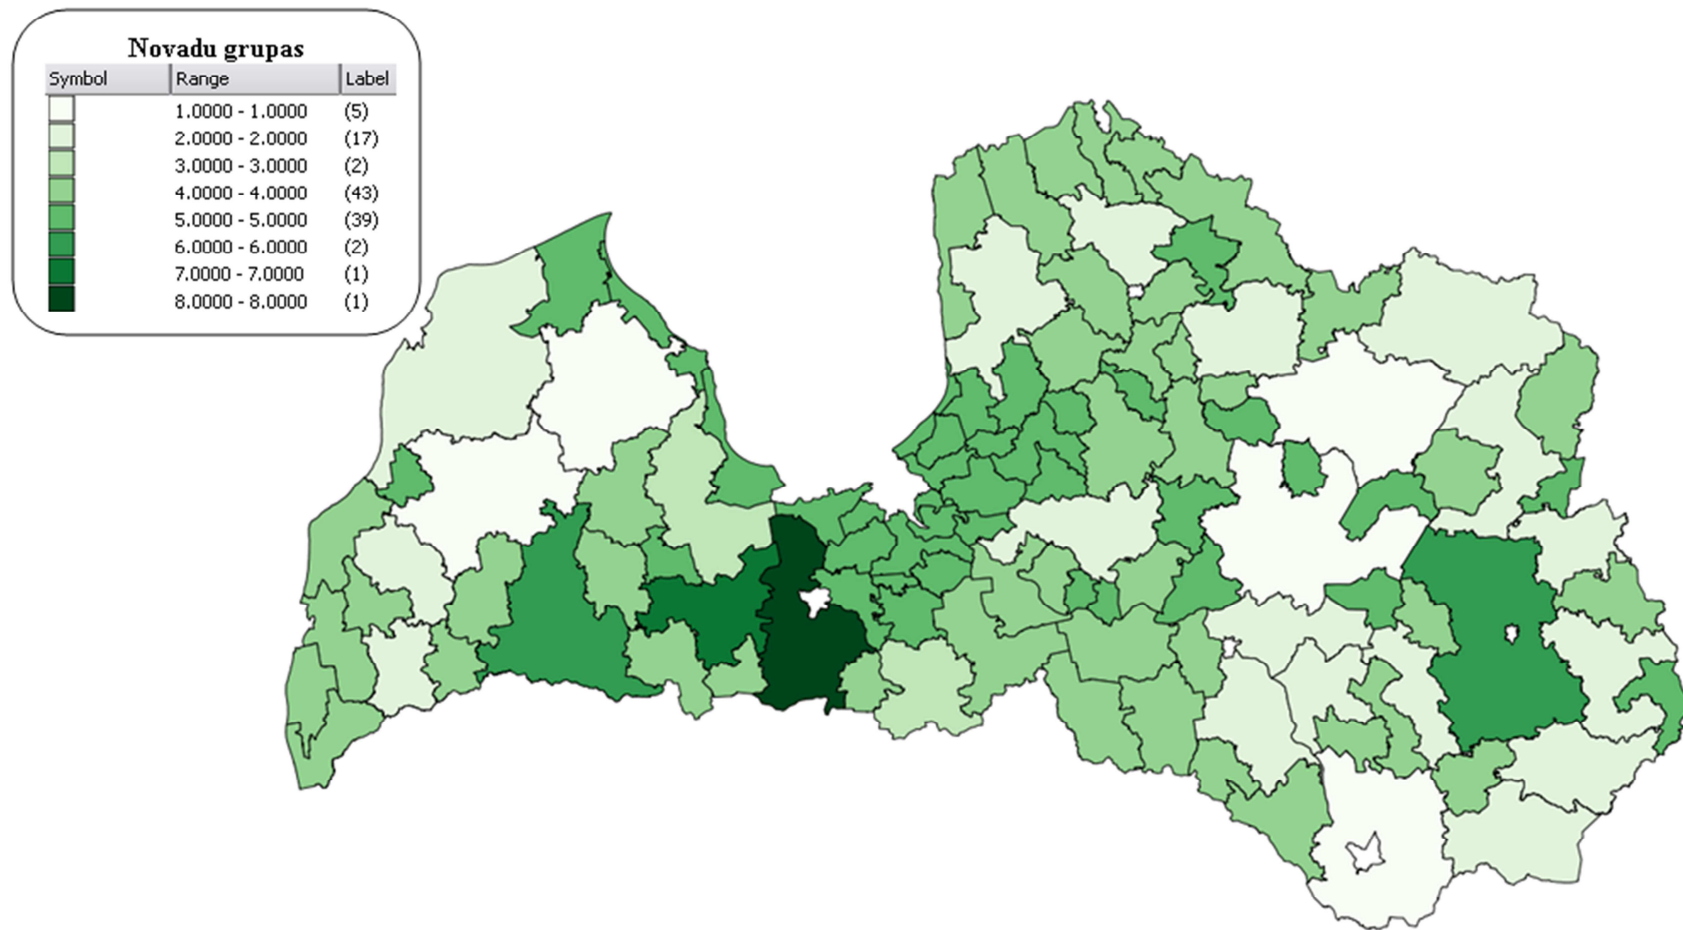 Novadu grupas
Symbol Range Label
1.0000 - 1.0000 (5)
2.0000 - 2.0000 (17)
3.0000 - 3.0000 (2)
4.0000 - 4.0000 (43)
5.0000 - 5.0000 (39)
6.0000 - 6.0000 (2)
7.0000 - 7.0000 (1)
8.0000 - 8.0000 (1)